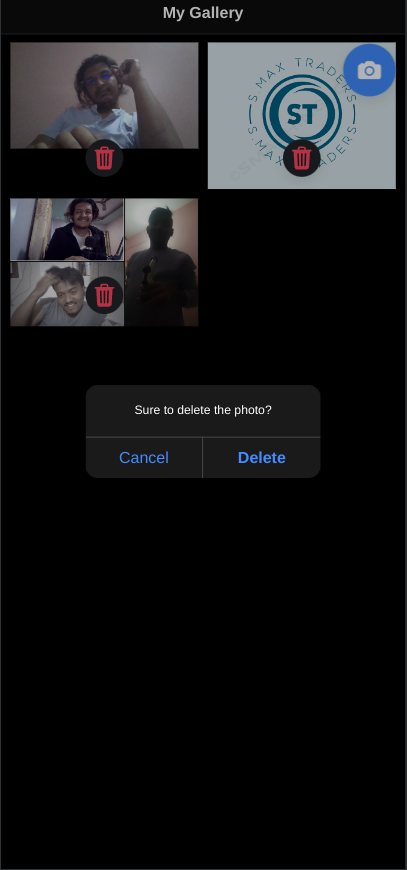 My Gallery
S.MAX TRADERS
ST
S.MAX TRADERS
Sure to delete the photo?
Cancel
Delete